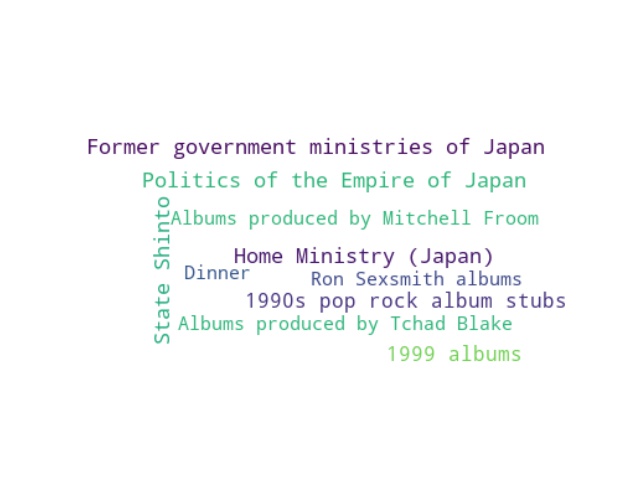 Former government ministries of Japan
Politics of the Empire of Japan
State Shinto
Albums produced by Mitchell Froom
Home Ministry (Japan)
Dinner
Ron Sexsmith albums
1990s pop rock album stubs
Albums produced by Tchad Blake
1999 albums